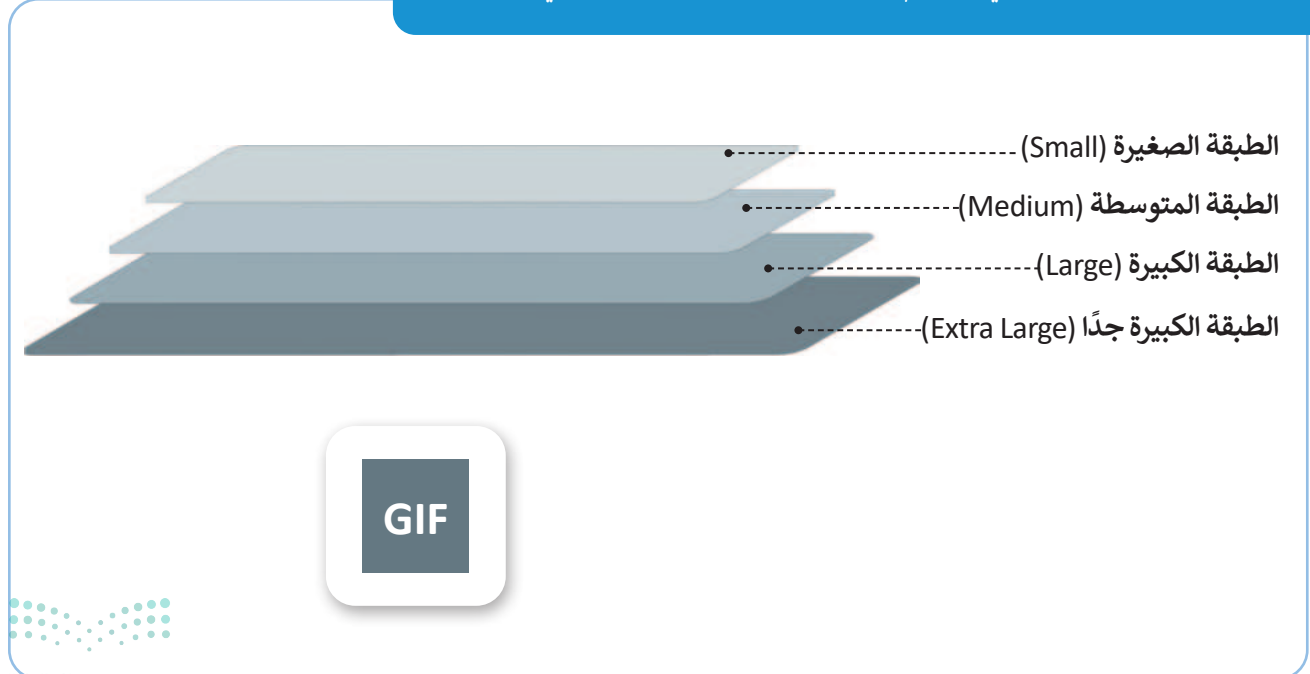 الطبقة الصغيرة (Small)
الطبقة المتوسطة (Medium)
الطبقة الكبيرة (Large)
الطبقة الكبيرة جدًا (Extra Large)
GIF